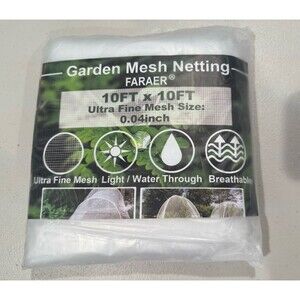 Garden Mesh Netting
FARAER®
10FT x 10FT
Ultra Fine Mesh Size:
0.04inch
Ultra Fine Mesh Light / Water Through Breathable